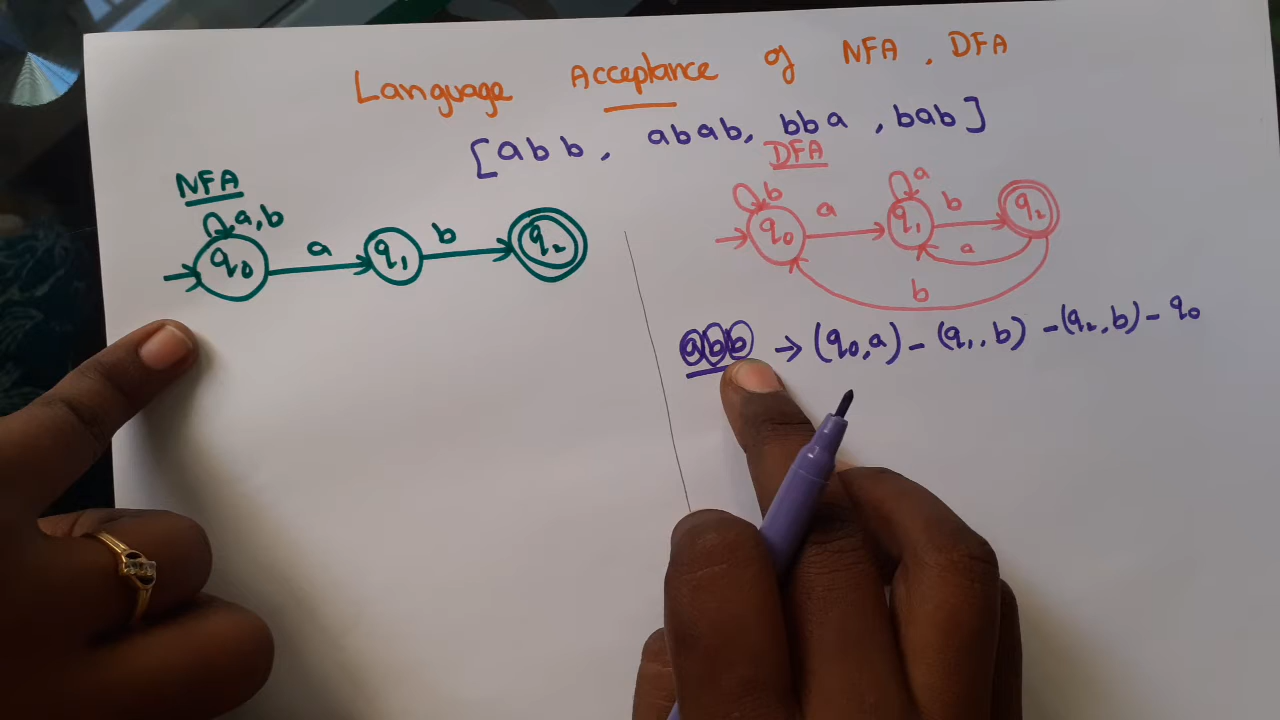 Language Acceptance of NFA, DFA
[abb, abab, bba, bab]
NFA
a,b
q₀ a q₁ b q₂
DFA
b a
q₀ a q₁ b q₂
a
b
abb → (q₀,a) - (q₁,b) - (q₂,b) - q₀